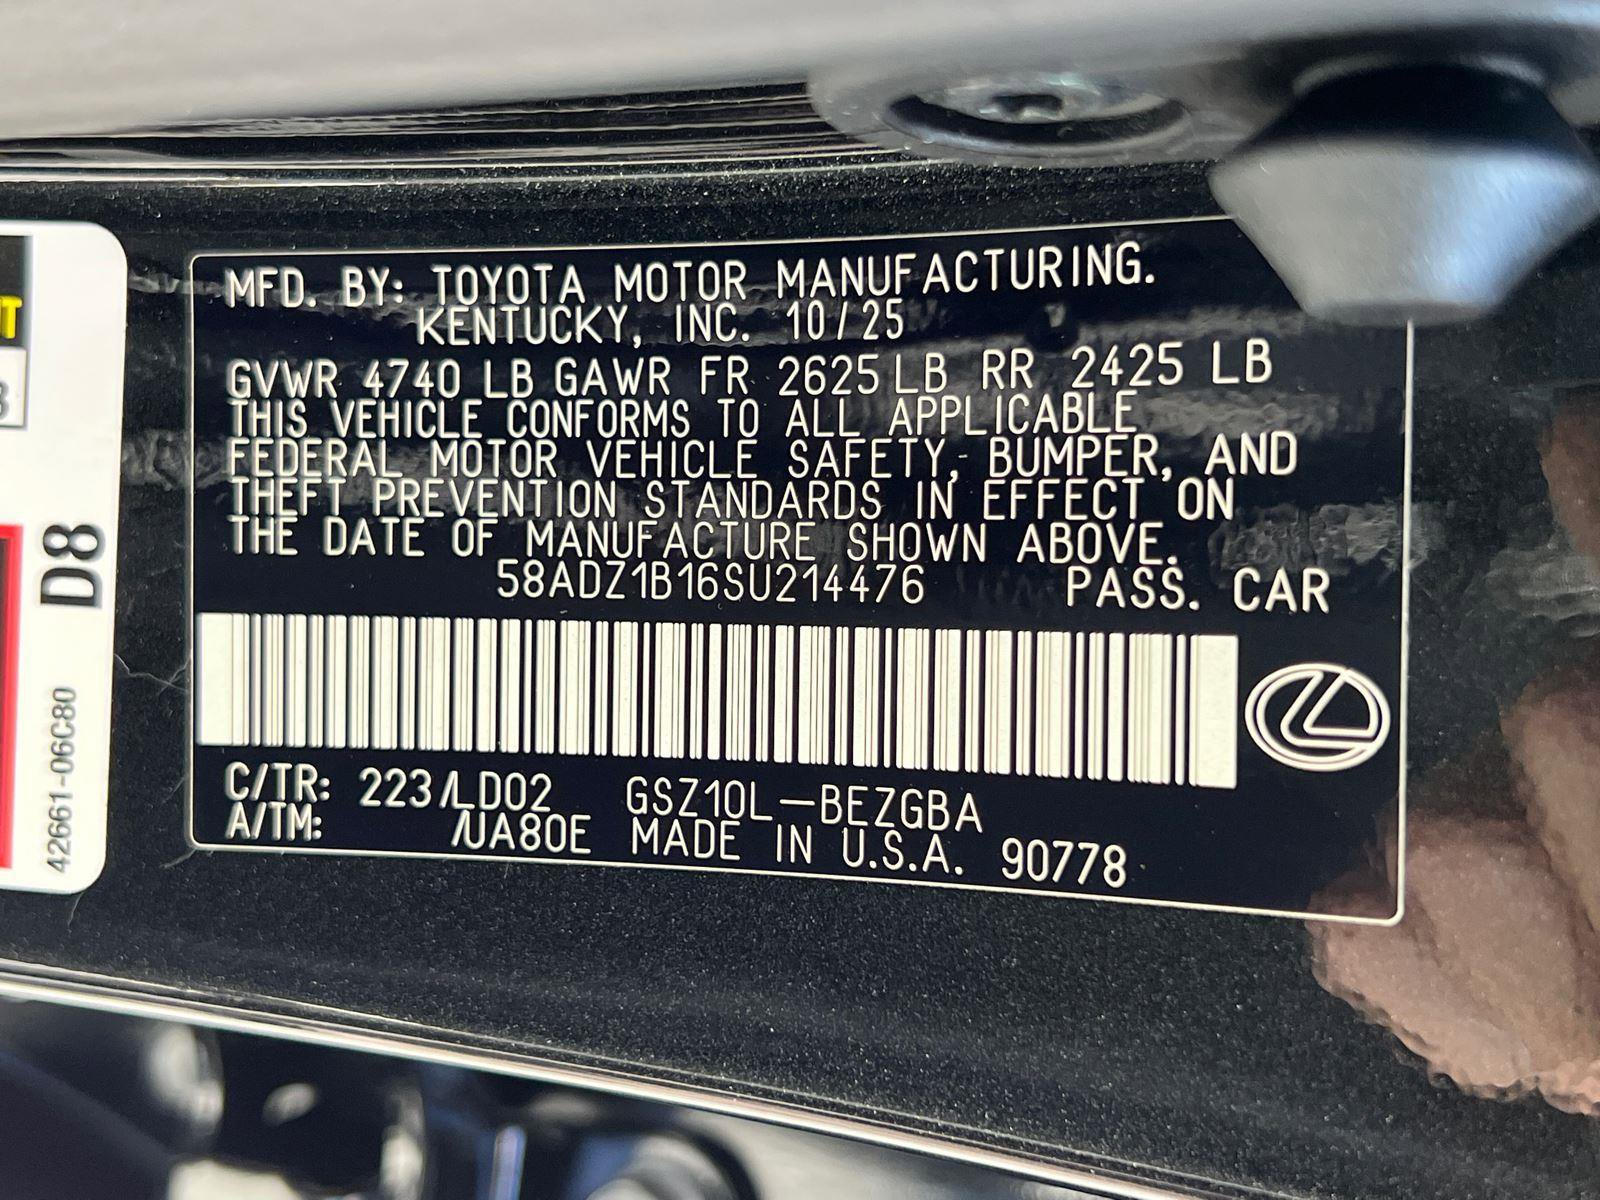 MFD. BY: TOYOTA MOTOR MANUFACTURING.
KENTUCKY, INC. 10/25
GVWR 4740 LB GAWR FR 2625 LB RR 2425 LB
THIS VEHICLE CONFORMS TO ALL APPLICABLE
FEDERAL MOTOR VEHICLE SAFETY, BUMPER, AND
THEFT PREVENTION STANDARDS IN EFFECT ON
THE DATE OF MANUFACTURE SHOWN ABOVE.
58ADZ1B16SU214476 PASS. CAR
C/TR: 223/LD02 GSZ10L-BEZGBA
A/TM: /UA80E MADE IN U.S.A. 90778
D8
42661-06C80